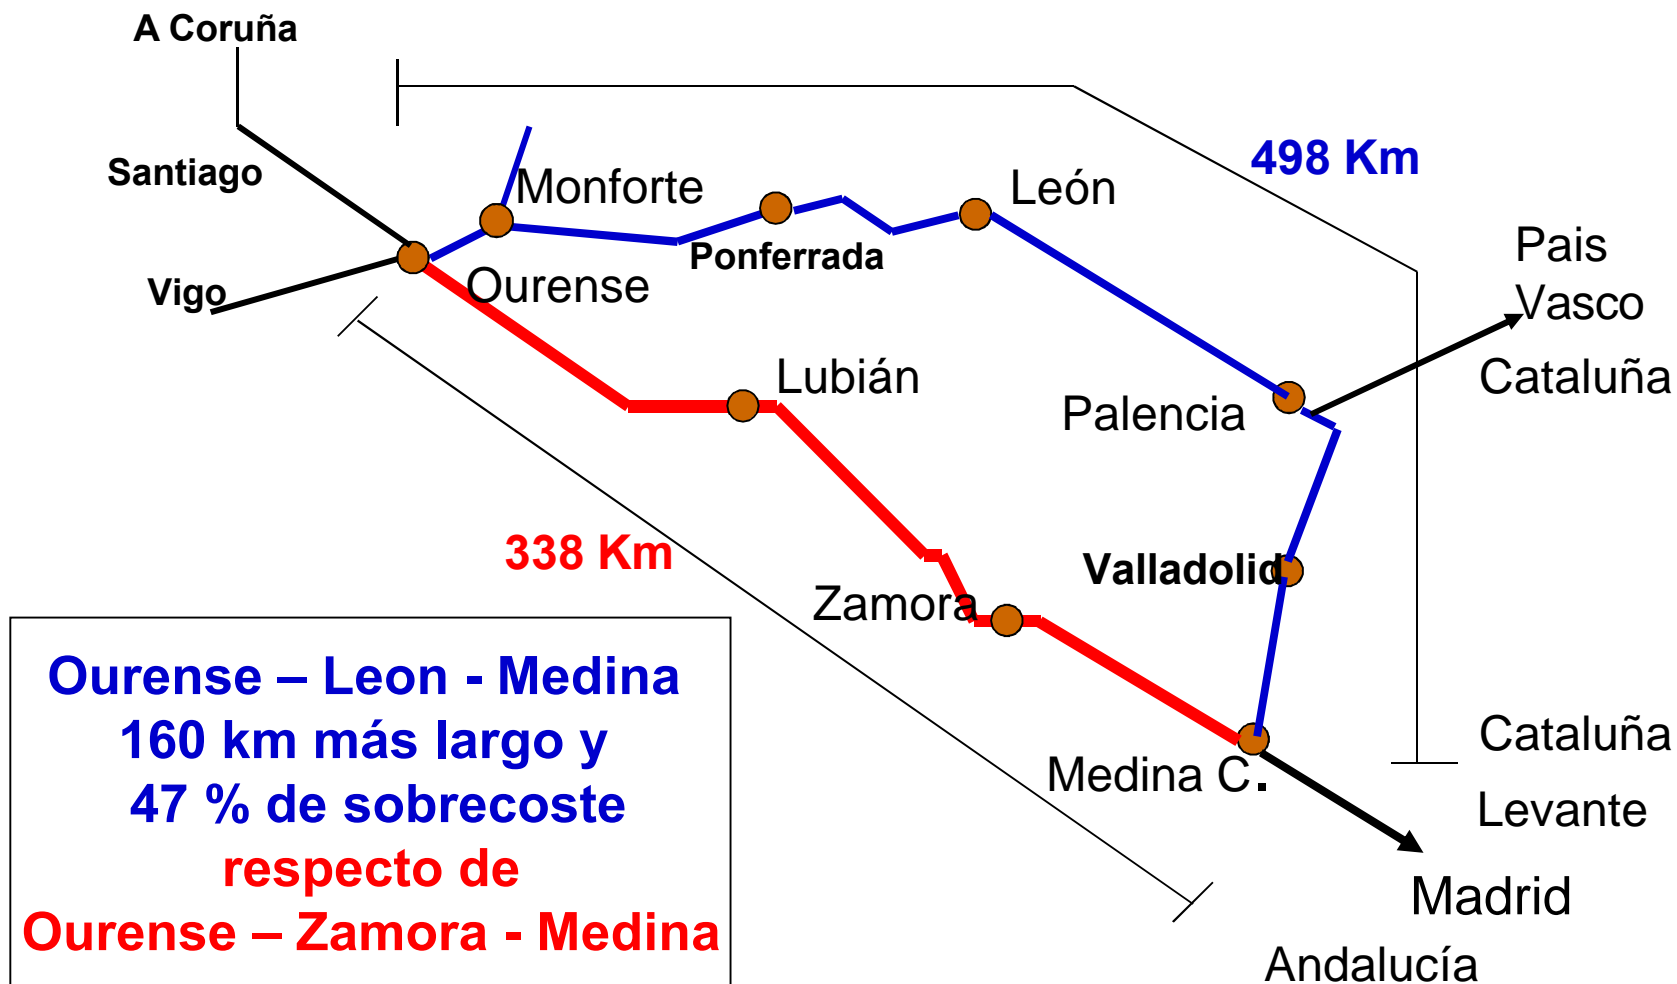 A Coruña
498 Km
Santiago
Monforte
León
Ponferrada
Pais
Vasco
Vigo
Ourense
Lubián
Cataluña
Palencia
338 Km
Valladolid
Zamora
Ourense – Leon - Medina
160 km más largo y
47 % de sobrecoste
respecto de
Ourense – Zamora - Medina
Medina C.
Cataluña
Levante
Madrid
Andalucía